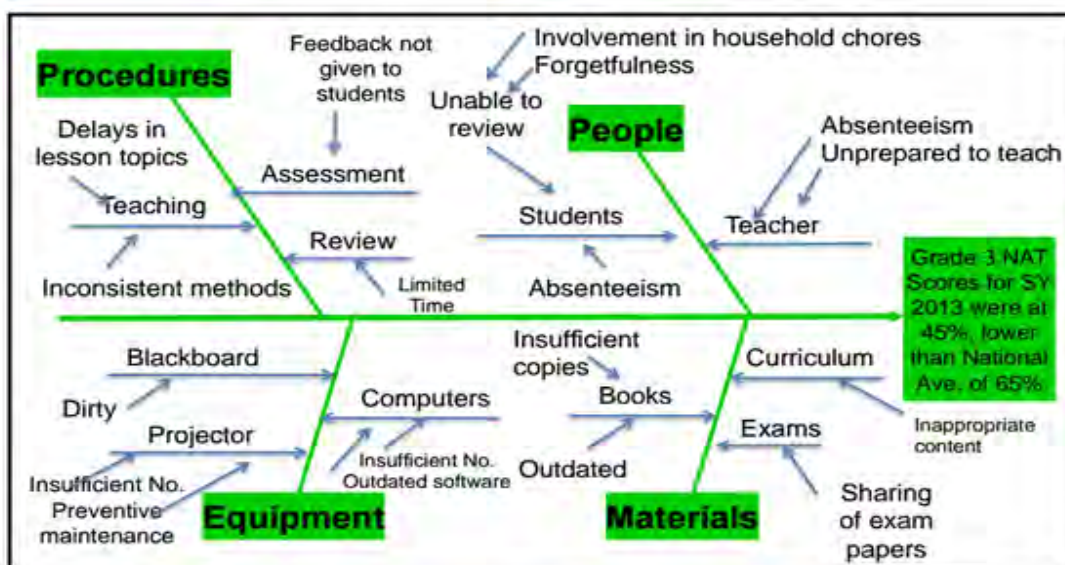 Procedures
Feedback not
given to
students
Involvement in household chores
Forgetfulness
Unable to
review
People
Absenteeism
Unprepared to teach
Delays in
lesson topics
Teaching
Assessment
Students
Teacher
Review
Inconsistent methods
Limited
Time
Absenteeism
Grade 3 NAT
Scores for SY
2013 were at
45%, lower
than National
Ave. of 65%
Blackboard
Dirty
Projector
Insufficient No.
Preventive
maintenance
Computers
Insufficient No.
Outdated software
Equipment
Insufficient
copies
Books
Outdated
Curriculum
Inappropriate
content
Exams
Sharing
of exam
papers
Materials